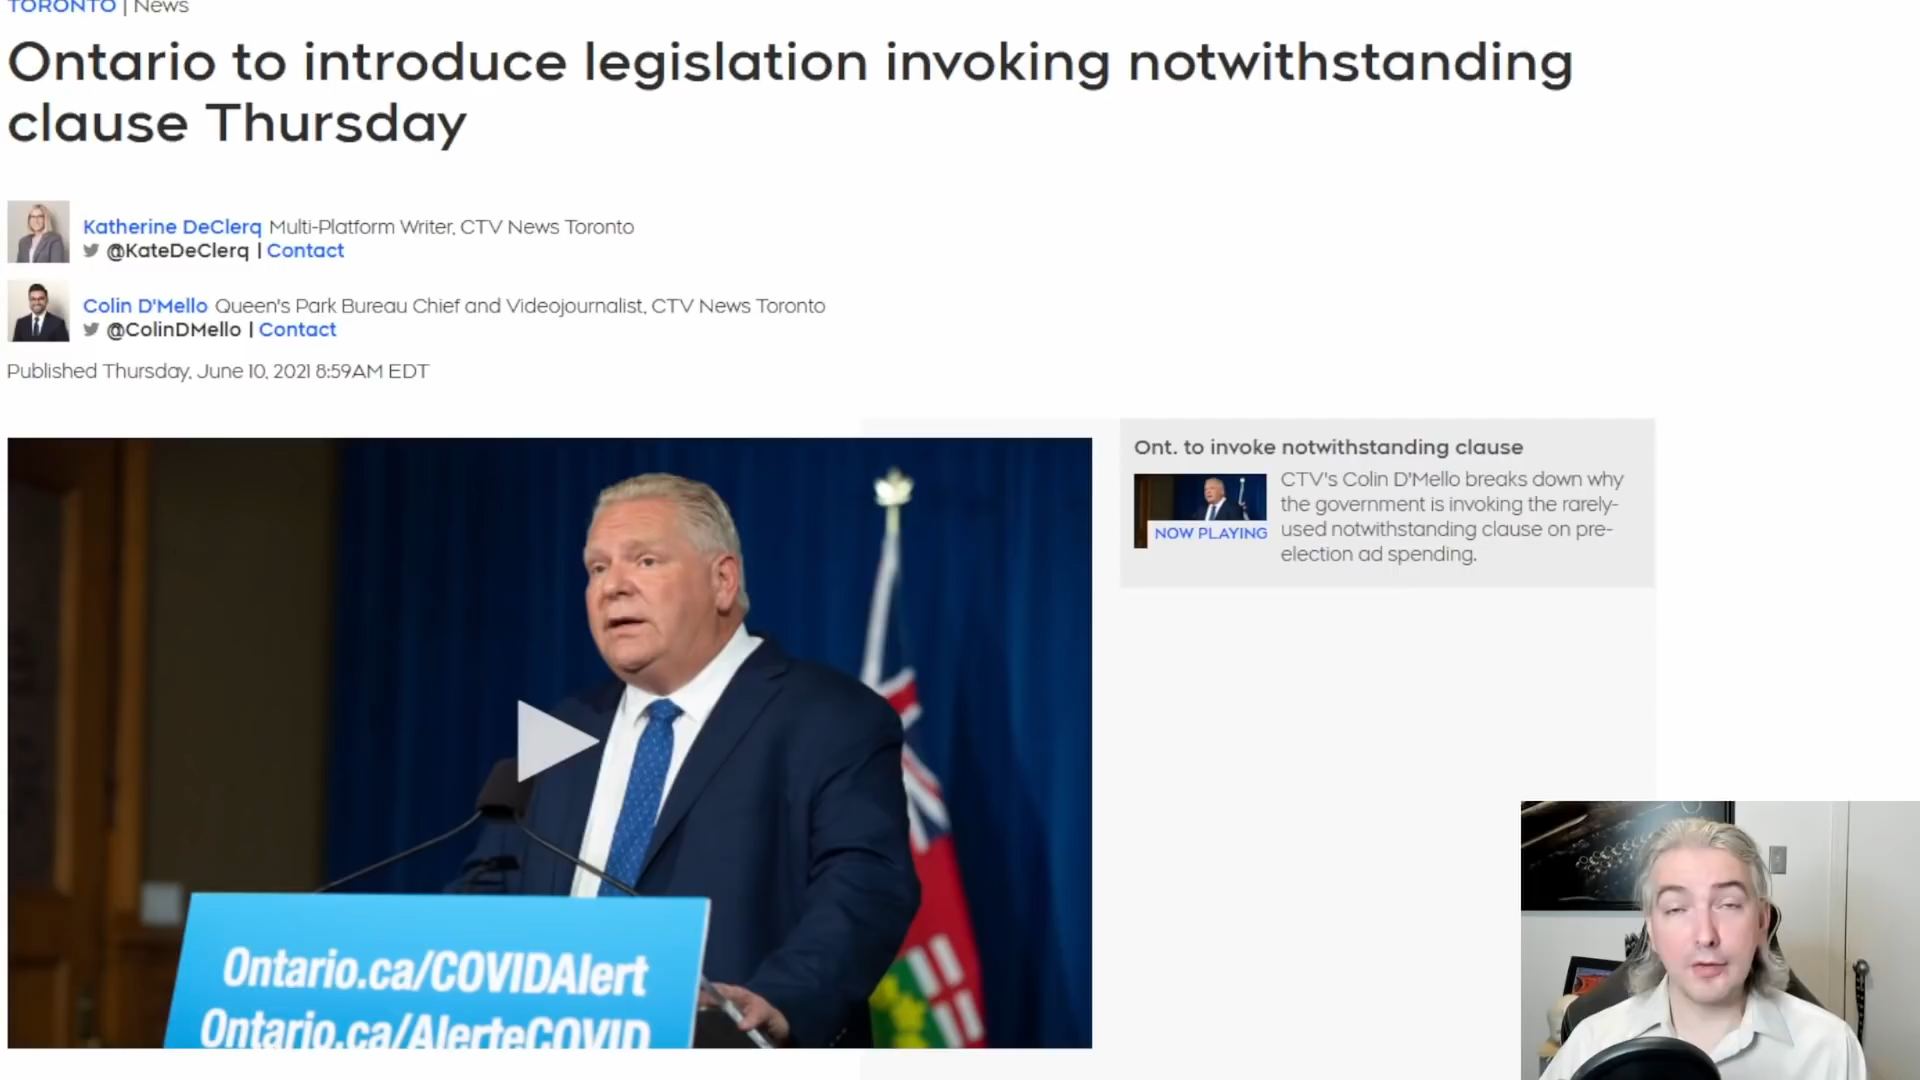 TORONTO | News
Ontario to introduce legislation invoking notwithstanding
clause Thursday
Katherine DeClerq Multi-Platform Writer, CTV News Toronto
@KateDeClerq | Contact
Colin D'Mello Queen's Park Bureau Chief and Videojournalist, CTV News Toronto
@ColinDMello | Contact
Published Thursday, June 10, 2021 8:59AM EDT
Ont. to invoke notwithstanding clause
CTV's Colin D'Mello breaks down why
the government is invoking the rarely-
used notwithstanding clause on pre-
election ad spending.
NOW PLAYING
Ontario.ca/COVIDAlert
Ontario.ca/AlerteCOVID